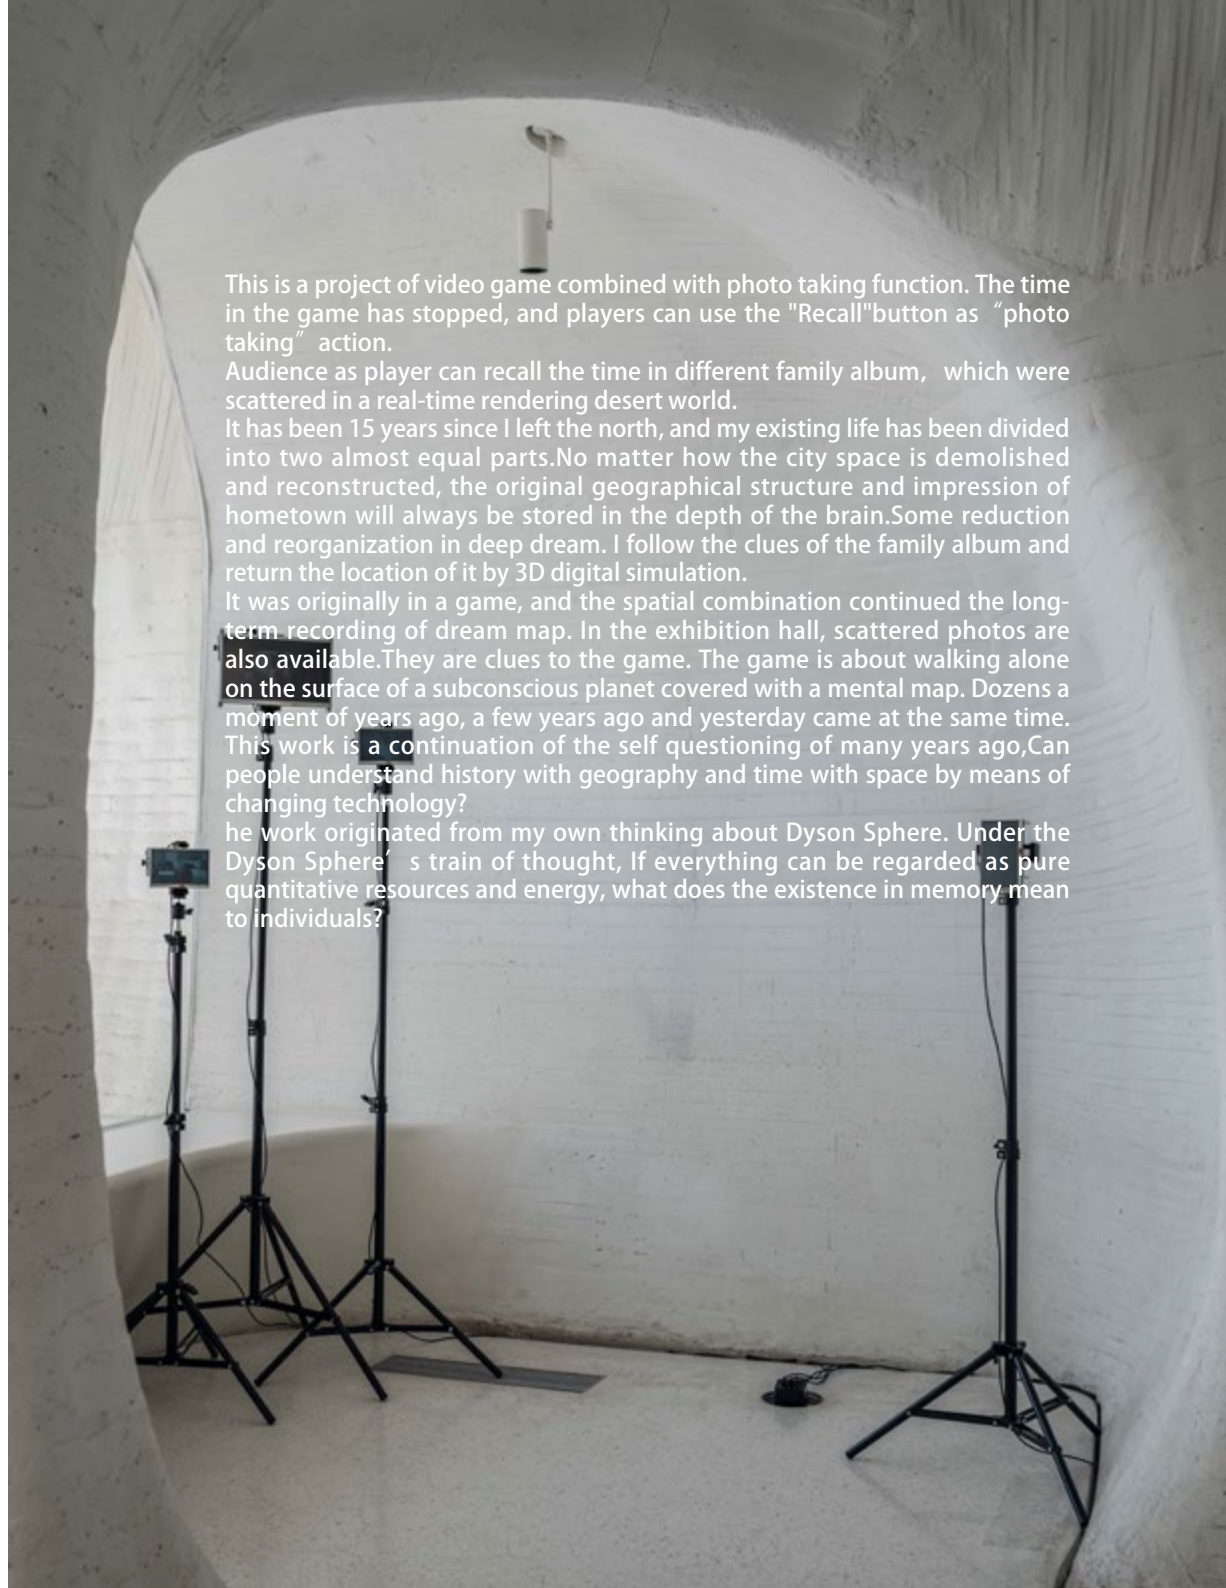 This is a project of video game combined with photo taking function. The time
in the game has stopped, and players can use the "Recall"button as “photo
taking” action.
Audience as player can recall the time in different family album, which were
scattered in a real-time rendering desert world.
It has been 15 years since I left the north, and my existing life has been divided
into two almost equal parts.No matter how the city space is demolished
and reconstructed, the original geographical structure and impression of
hometown will always be stored in the depth of the brain.Some reduction
and reorganization in deep dream. I follow the clues of the family album and
return the location of it by 3D digital simulation.
It was originally in a game, and the spatial combination continued the long-
term recording of dream map. In the exhibition hall, scattered photos are
also available.They are clues to the game. The game is about walking alone
on the surface of a subconscious planet covered with a mental map. Dozens a
moment of years ago, a few years ago and yesterday came at the same time.
This work is a continuation of the self questioning of many years ago,Can
people understand history with geography and time with space by means of
changing technology?
he work originated from my own thinking about Dyson Sphere. Under the
Dyson Sphere’ s train of thought, If everything can be regarded as pure
quantitative resources and energy, what does the existence in memory mean
to individuals?